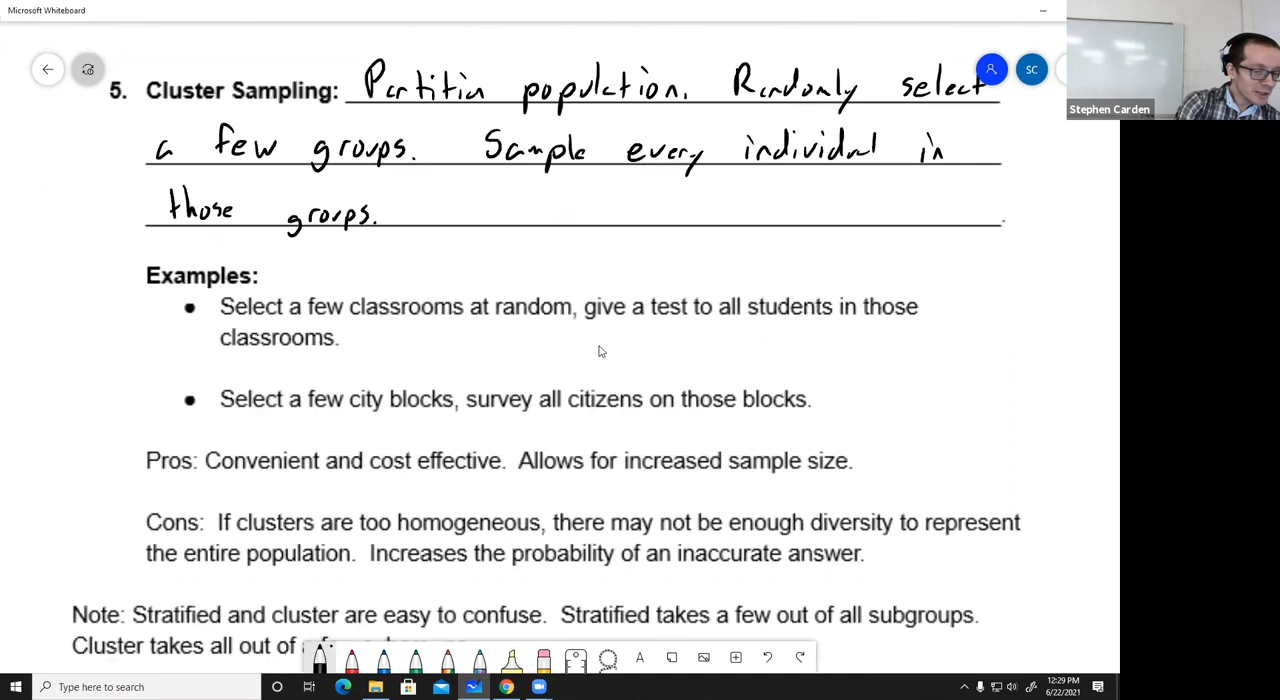 Microsoft Whiteboard
SC
Stephen Carden
5. Cluster Sampling: Partition population. Randomly select
a few groups. Sample every individual in
those groups.
Examples:
• Select a few classrooms at random, give a test to all students in those
classrooms.
• Select a few city blocks, survey all citizens on those blocks.
Pros: Convenient and cost effective. Allows for increased sample size.
Cons: If clusters are too homogeneous, there may not be enough diversity to represent
the entire population. Increases the probability of an inaccurate answer.
Note: Stratified and cluster are easy to confuse. Stratified takes a few out of all subgroups.
Cluster takes all out of
Type here to search
12:29 PM
6/22/2021